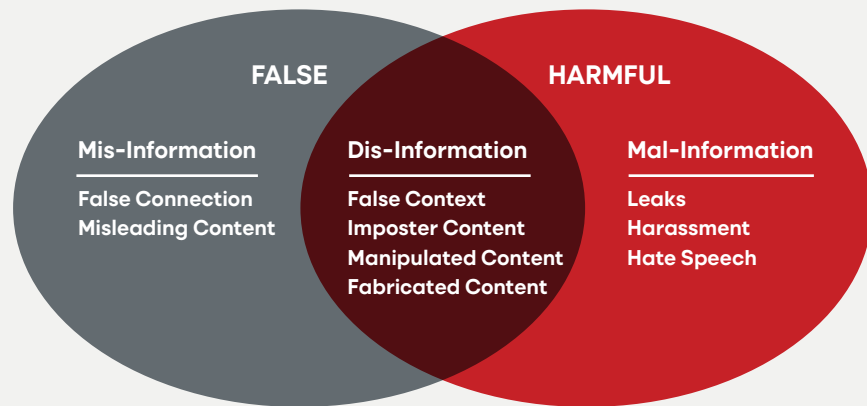 FALSE
HARMFUL
Mis-Information
False Connection
Misleading Content
Dis-Information
False Context
Imposter Content
Manipulated Content
Fabricated Content
Mal-Information
Leaks
Harassment
Hate Speech